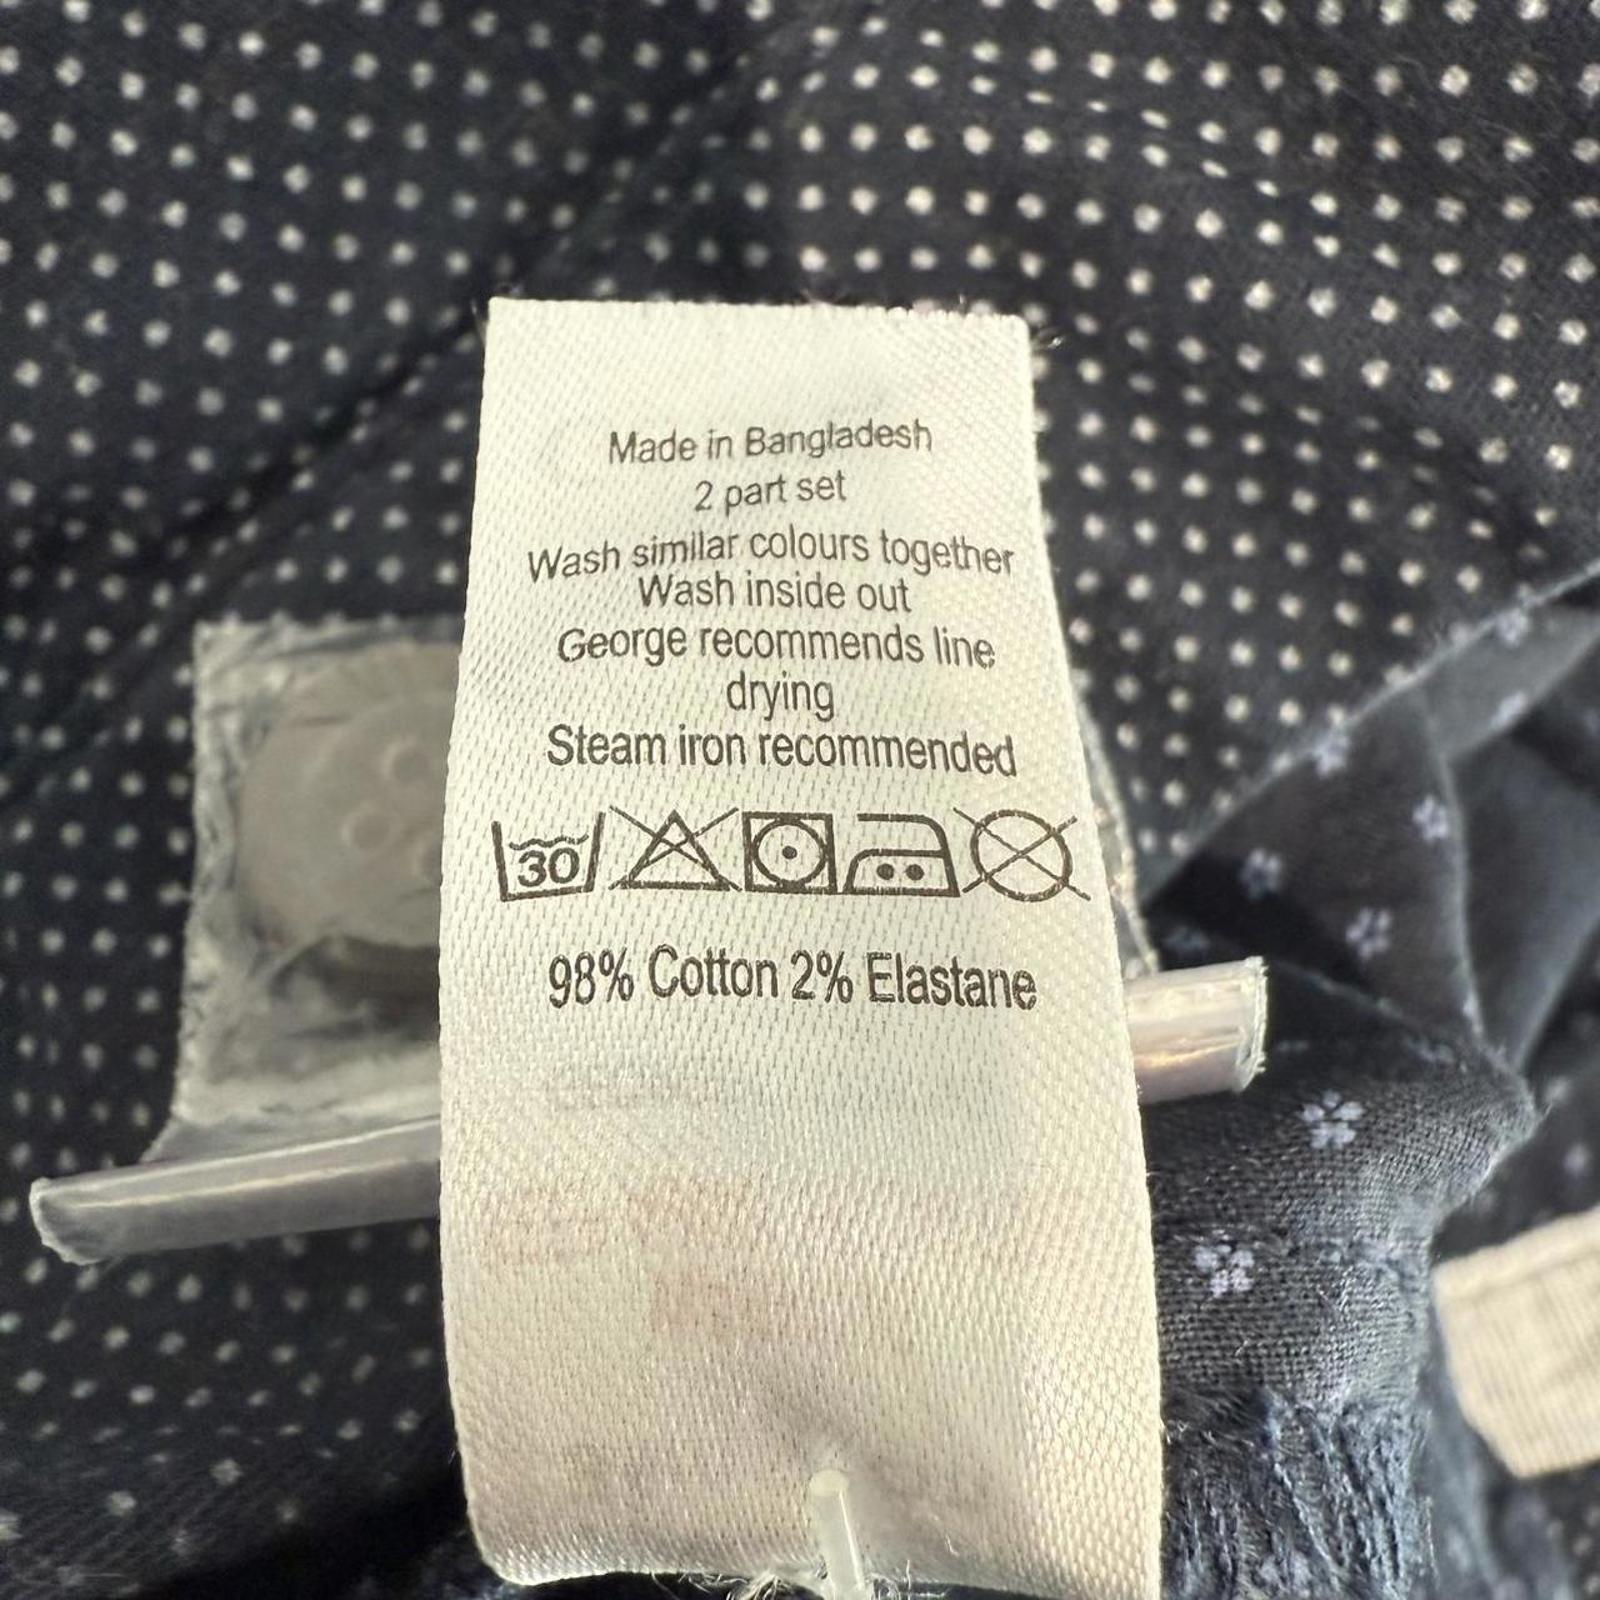 Made in Bangladesh
2 part set
Wash similar colours together
Wash inside out
George recommends line
drying
Steam iron recommended
30
98% Cotton 2% Elastane